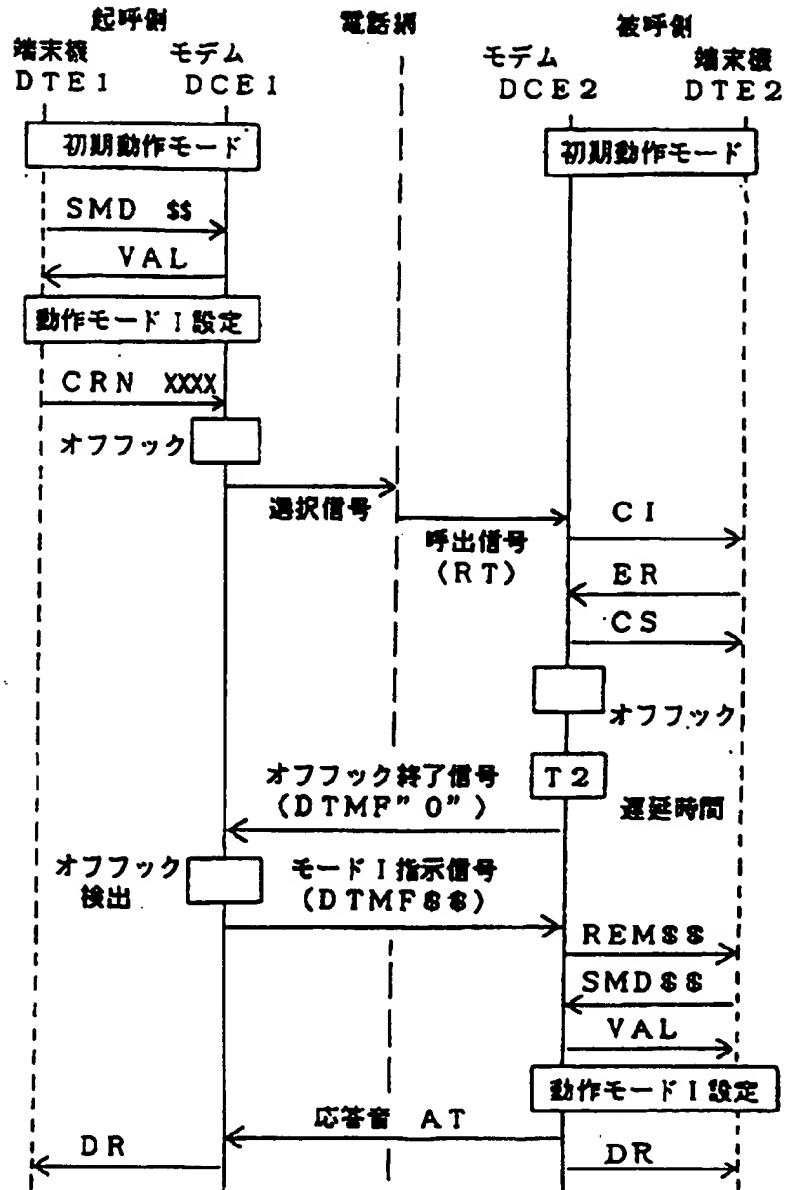 起呼側 電話網 被呼側
端末機 モデム モデム 端末機
DTE1 DCE1 DCE2 DTE2
初期動作モード 初期動作モード
SMD $$
VAL
動作モードI設定
CRN XXXX
オフフック
選択信号
呼出信号
(RT)
CI
ER
CS
オフフック
オフフック終了信号
(DTMF"0")
T2
遅延時間
オフフック
検出
モードI指示信号
(DTMF$$)
REM$$
SMD$$
VAL
動作モードI設定
応答音 AT
DR DR